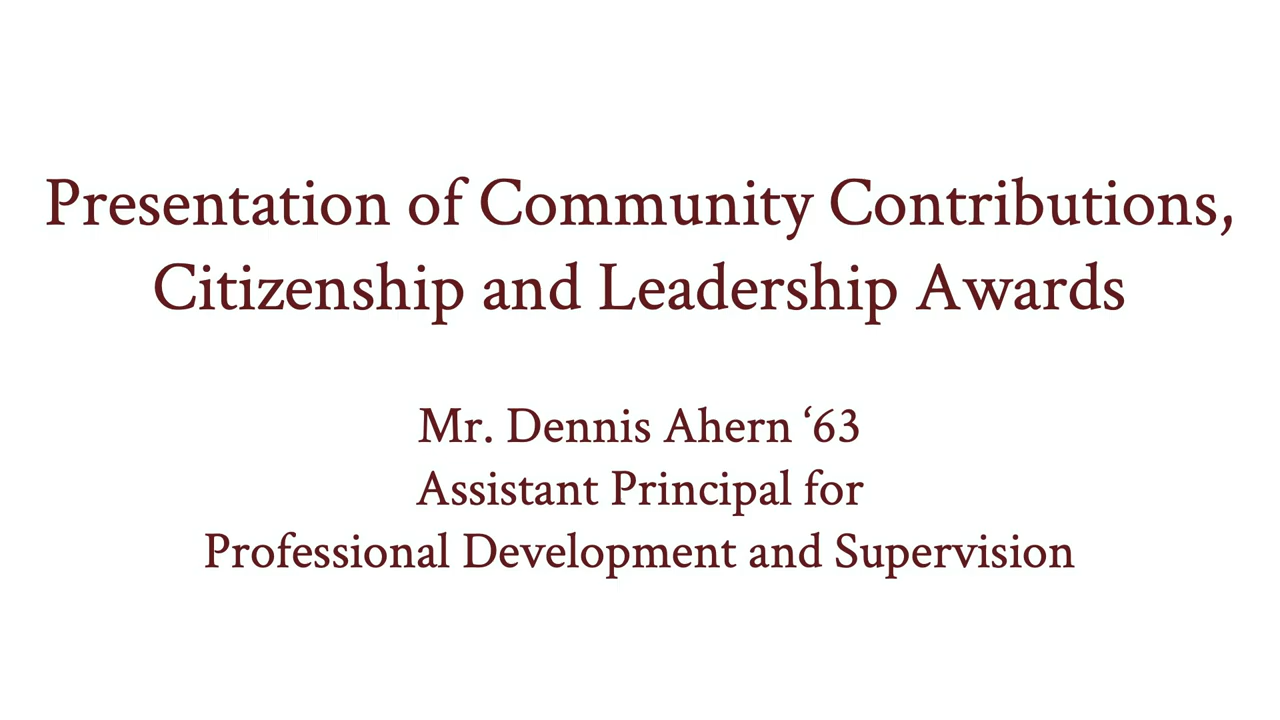 Presentation of Community Contributions,
Citizenship and Leadership Awards
Mr. Dennis Ahern ‘63
Assistant Principal for
Professional Development and Supervision